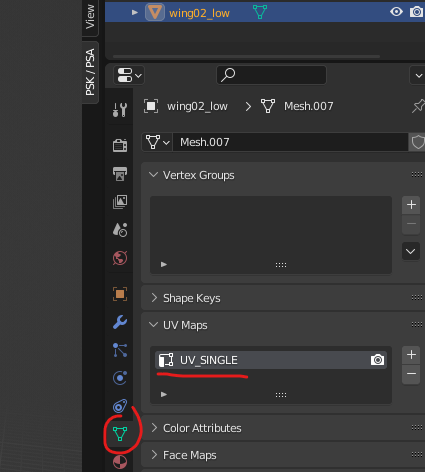 View
wing02_low
PSK / PSA
wing02_low > Mesh.007
Mesh.007
Vertex Groups
Shape Keys
UV Maps
UV_SINGLE
Color Attributes
Face Maps